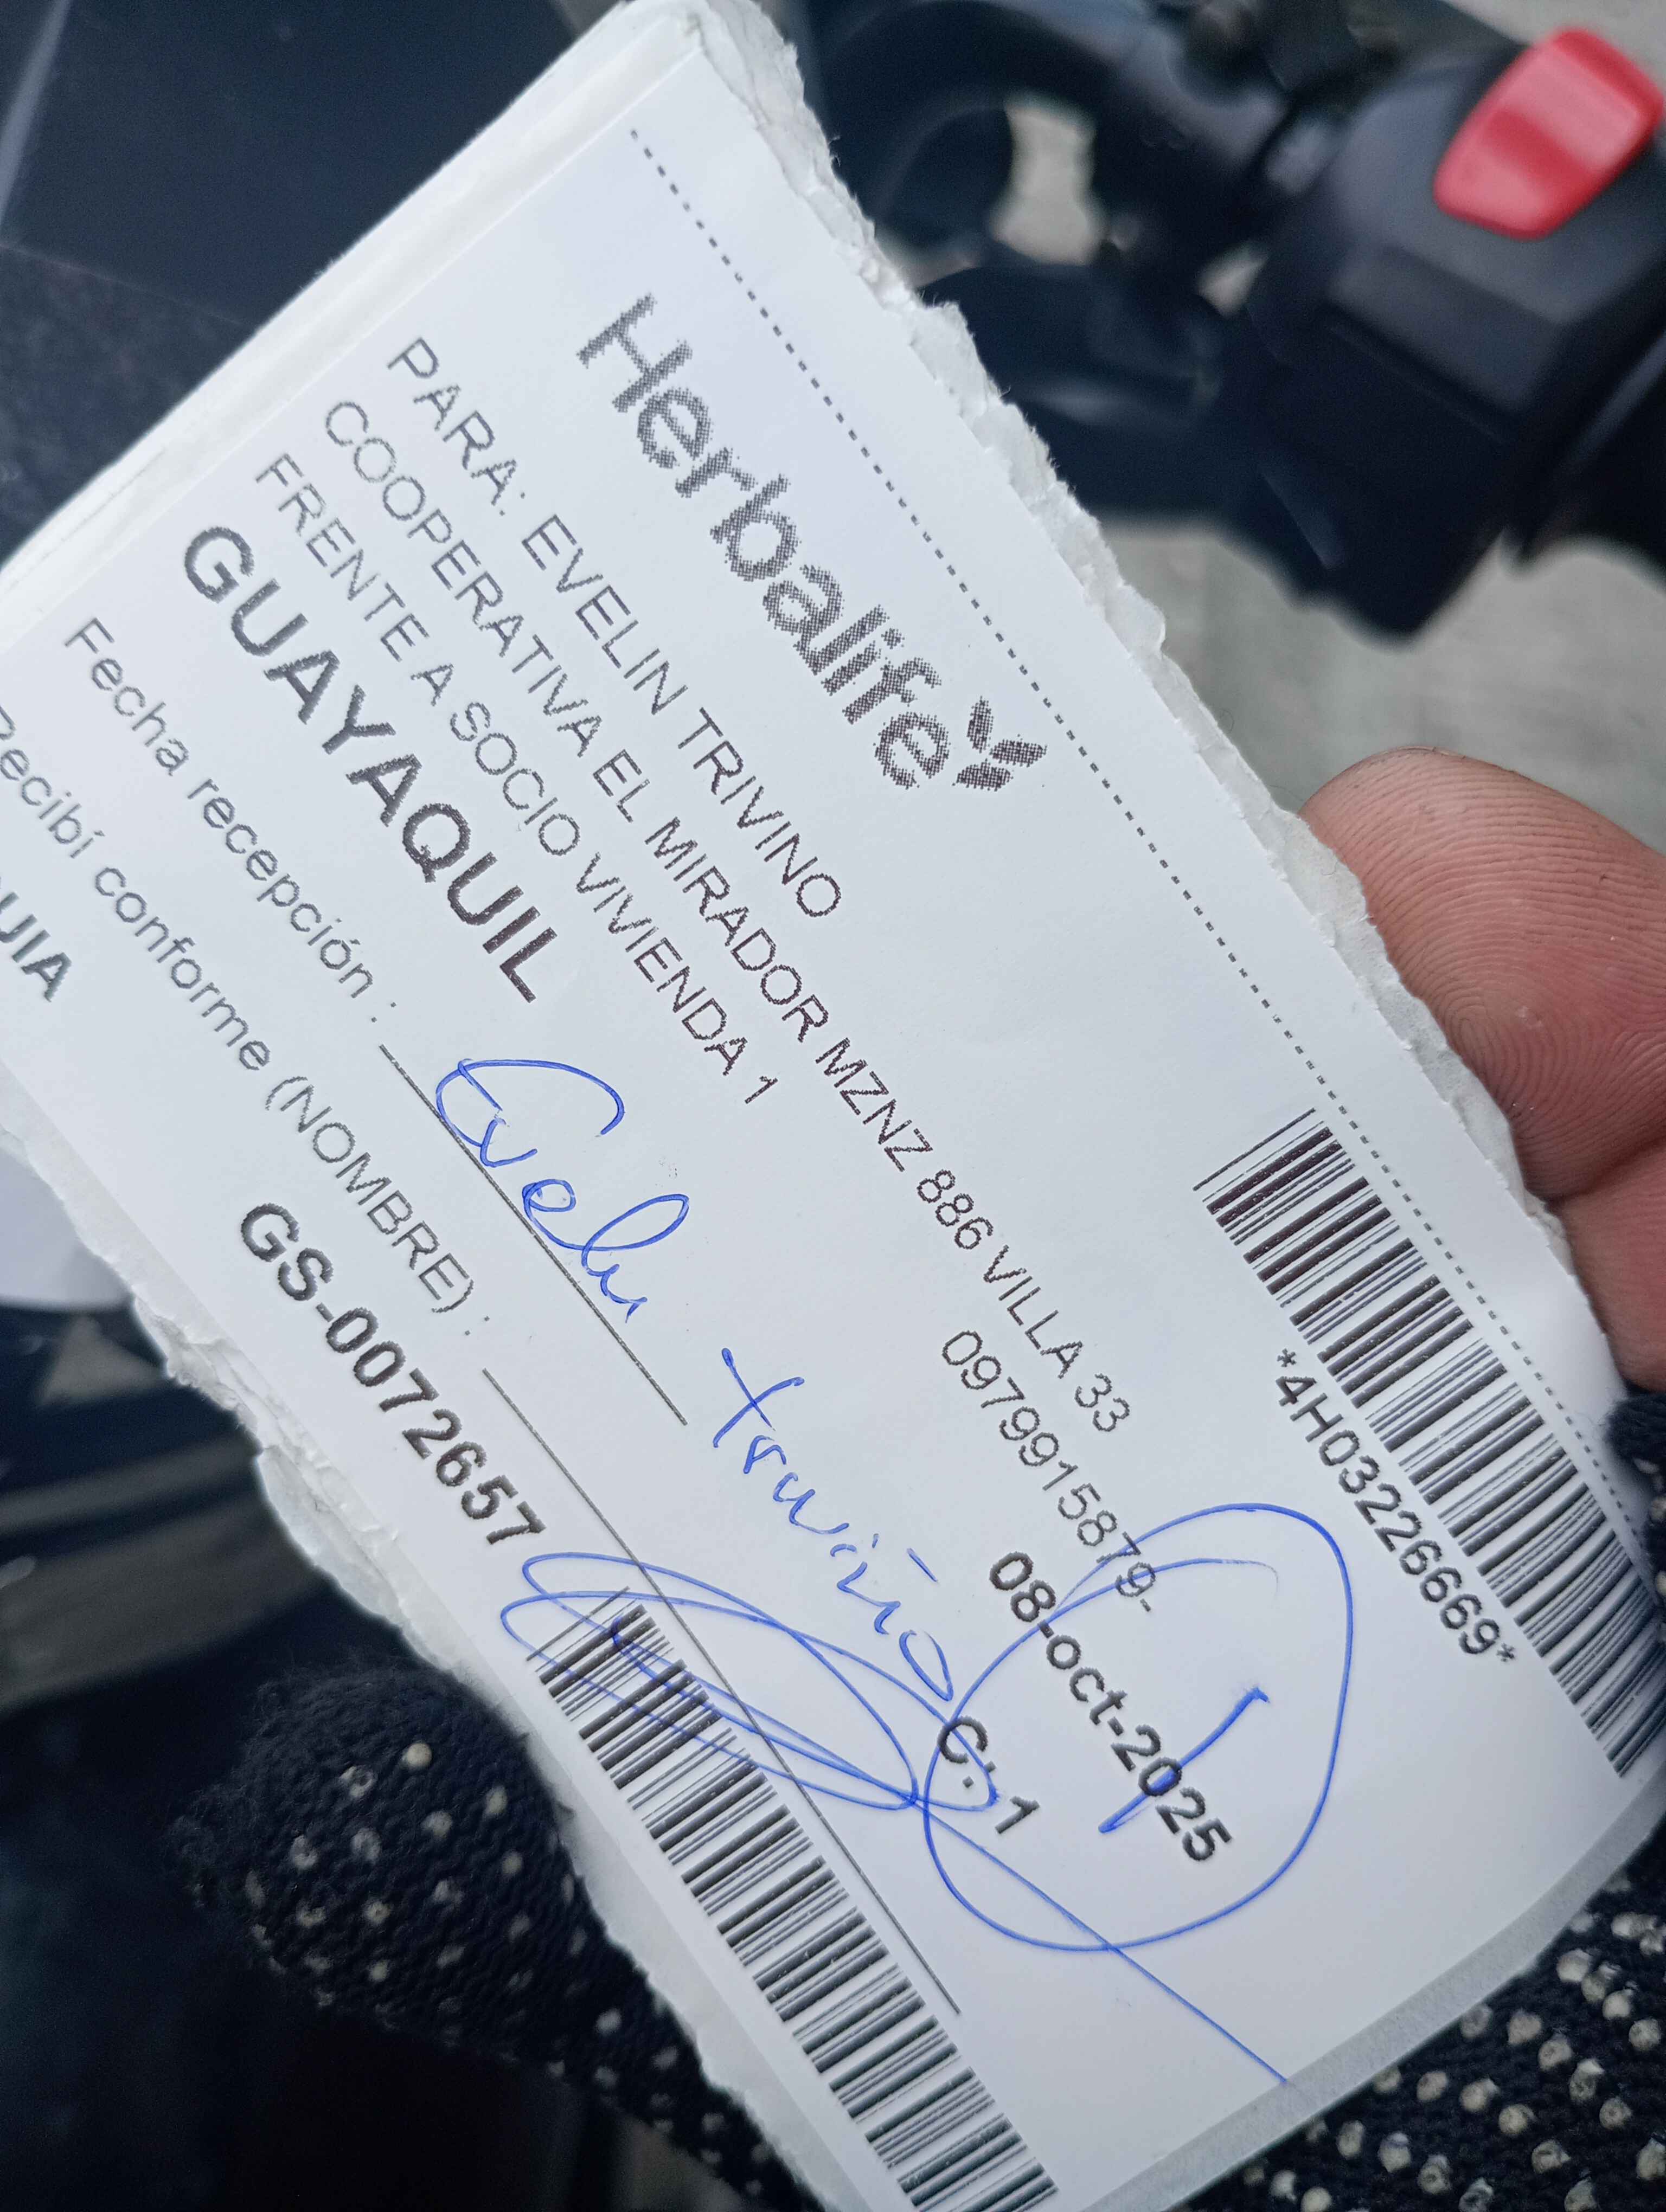 Herbalife
*4H03226669*
PARA: EVELIN TRIVINO
COOPERATIVA EL MIRADOR MZNZ 886 VILLA 33
FRENTE A SOCIO VIVIENDA 1
0979915879-
GUAYAQUIL
08-oct-2025
Fecha recepción :
Evelin Triviño
C: 1
Recibí conforme (NOMBRE) :
GS-0072657